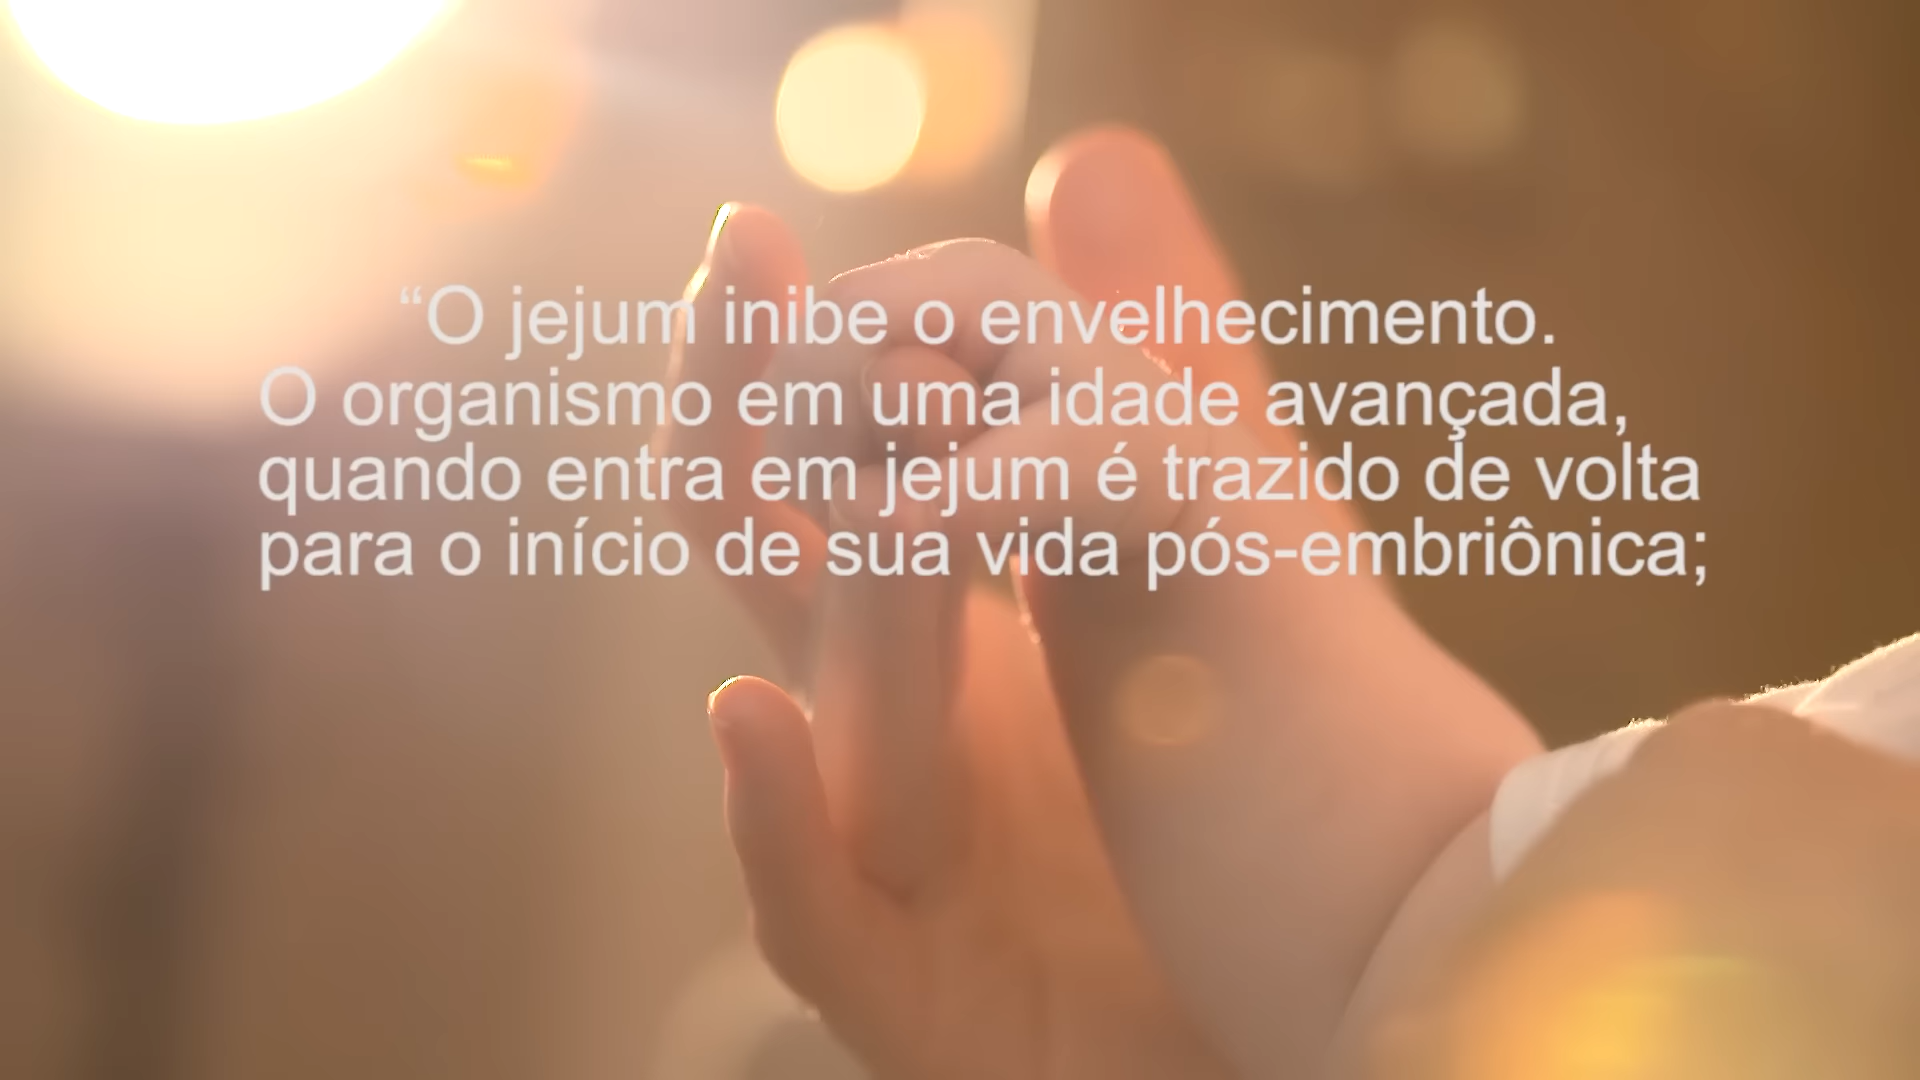 “O jejum inibe o envelhecimento.
O organismo em uma idade avançada,
quando entra em jejum é trazido de volta
para o início de sua vida pós-embriônica;